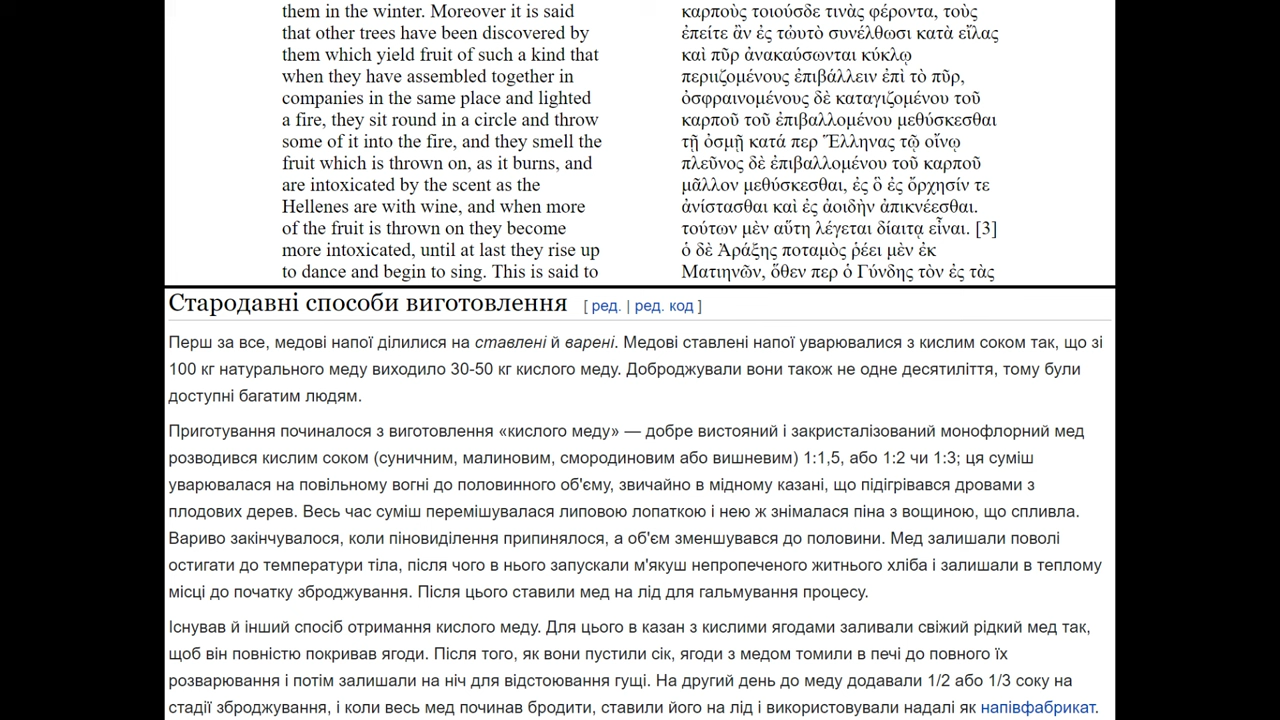 them in the winter. Moreover it is said
that other trees have been discovered by
them which yield fruit of such a kind that
when they have assembled together in
companies in the same place and lighted
a fire, they sit round in a circle and throw
some of it into the fire, and they smell the
fruit which is thrown on, as it burns, and
are intoxicated by the scent as the
Hellenes are with wine, and when more
of the fruit is thrown on they become
more intoxicated, until at last they rise up
to dance and begin to sing. This is said to
καρποὺς τοιούσδε τινὰς φέροντα, τοὺς
ἐπείτε ἂν ἐς τὠυτὸ συνέλθωσι κατὰ εἴλας
καὶ πῦρ ἀνακαύσωνται κύκλῳ
περιιζομένους ἐπιβάλλειν ἐπὶ τὸ πῦρ,
ὀσφραινομένους δὲ καταγιζομένου τοῦ
καρποῦ τοῦ ἐπιβαλλομένου μεθύσκεσθαι
τῇ ὀσμῇ κατά περ Ἕλληνας τῷ οἴνῳ
πλεῦνος δὲ ἐπιβαλλομένου τοῦ καρποῦ
μᾶλλον μεθύσκεσθαι, ἐς ὃ ἐς ὄρχησίν τε
ἀνίστασθαι καὶ ἐς ἀοιδὴν ἀπικνέεσθαι.
τούτων μὲν αὕτη λέγεται δίαιτα εἶναι. [3]
ὁ δὲ Ἀράξης ποταμὸς ῥέει μὲν ἐκ
Ματιηνῶν, ὅθεν περ ὁ Γύνδης τὸν ἐς τὰς
Стародавні способи виготовлення [ ред. | ред. код ]
Перш за все, медові напої ділилися на ставлені й варені. Медові ставлені напої уварювалися з кислим соком так, що зі
100 кг натурального меду виходило 30-50 кг кислого меду. Доброджували вони також не одне десятиліття, тому були
доступні багатим людям.
Приготування починалося з виготовлення «кислого меду» — добре вистояний і закристалізований монофлорний мед
розводився кислим соком (суничним, малиновим, смородиновим або вишневим) 1:1,5, або 1:2 чи 1:3; ця суміш
уварювалася на повільному вогні до половинного об'єму, звичайно в мідному казані, що підігрівався дровами з
плодових дерев. Весь час суміш перемішувалася липовою лопаткою і нею ж знімалася піна з вощиною, що спливла.
Вариво закінчувалося, коли піновиділення припинялося, а об'єм зменшувався до половини. Мед залишали поволі
остигати до температури тіла, після чого в нього запускали м'якуш непропеченого житнього хліба і залишали в теплому
місці до початку зброджування. Після цього ставили мед на лід для гальмування процесу.
Існував й інший спосіб отримання кислого меду. Для цього в казан з кислими ягодами заливали свіжий рідкий мед так,
щоб він повністю покривав ягоди. Після того, як вони пустили сік, ягоди з медом томили в печі до повного їх
розварювання і потім залишали на ніч для відстоювання гущі. На другий день до меду додавали 1/2 або 1/3 соку на
стадії зброджування, і коли весь мед починав бродити, ставили його на лід і використовували надалі як напівфабрикат.